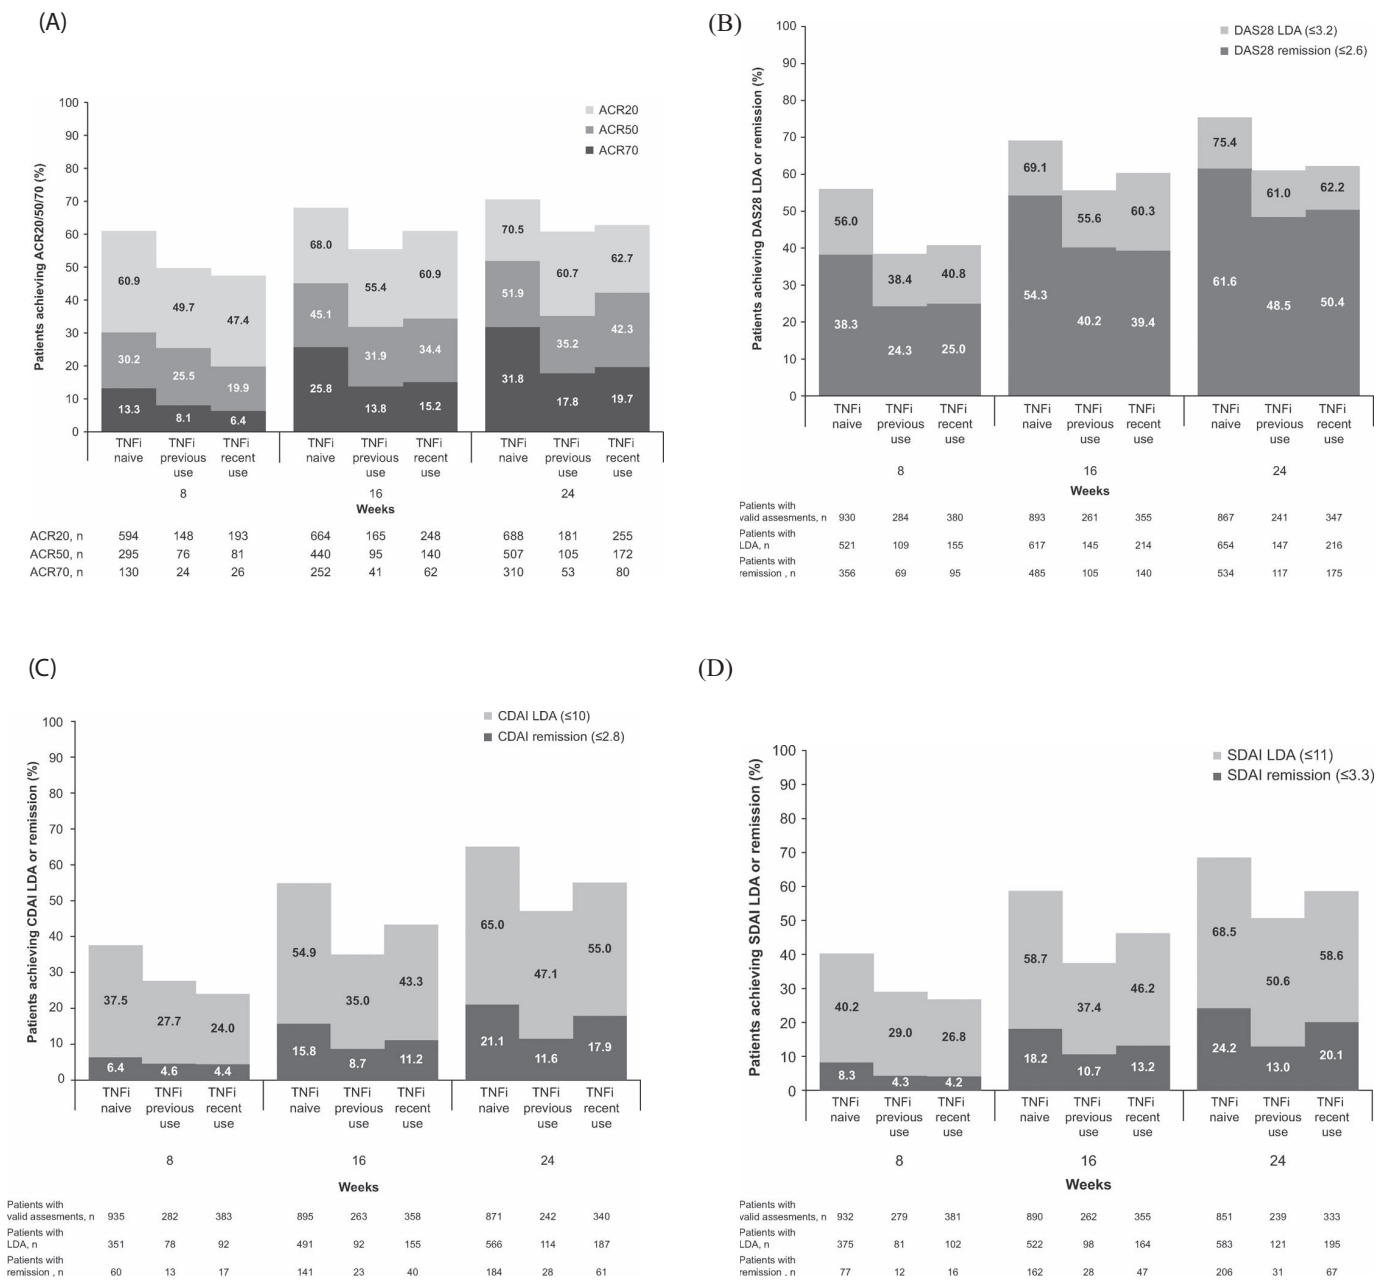 (A)
ACR20
ACR50
ACR70
Patients achieving ACR20/50/70 (%)
100
90
80
70
60
50
40
30
20
10
0
60.9 49.7 47.4 68.0 55.4 60.9 70.5 60.7 62.7
30.2 25.5 19.9 45.1 31.9 34.4 51.9 35.2 42.3
13.3 8.1 6.4 25.8 13.8 15.2 31.8 17.8 19.7
TNFi TNFi TNFi TNFi TNFi TNFi TNFi TNFi TNFi
naive previous recent naive previous recent naive previous recent
use use use use use use
8 16 24
Weeks
ACR20, n 594 148 193 664 165 248 688 181 255
ACR50, n 295 76 81 440 95 140 507 105 172
ACR70, n 130 24 26 252 41 62 310 53 80
(B)
DAS28 LDA (≤3.2)
DAS28 remission (≤2.6)
Patients achieving DAS28 LDA or remission (%)
100
90
80
70
60
50
40
30
20
10
0
56.0 38.4 40.8 69.1 55.6 60.3 75.4 61.0 62.2
38.3 24.3 25.0 54.3 40.2 39.4 61.6 48.5 50.4
TNFi TNFi TNFi TNFi TNFi TNFi TNFi TNFi TNFi
naive previous recent naive previous recent naive previous recent
use use use use use use
8 16 24
Weeks
Patients with
valid assesments, n 930 284 380 893 261 355 867 241 347
Patients with
LDA, n 521 109 155 617 145 214 654 147 216
Patients with
remission , n 356 69 95 485 105 140 534 117 175
(C)
CDAI LDA (≤10)
CDAI remission (≤2.8)
Patients achieving CDAI LDA or remission (%)
100
90
80
70
60
50
40
30
20
10
0
37.5 27.7 24.0 54.9 35.0 43.3 65.0 47.1 55.0
6.4 4.6 4.4 15.8 8.7 11.2 21.1 11.6 17.9
TNFi TNFi TNFi TNFi TNFi TNFi TNFi TNFi TNFi
naive previous recent naive previous recent naive previous recent
use use use use use use
8 16 24
Weeks
Patients with
valid assesments, n 935 282 383 895 263 358 871 242 340
Patients with
LDA, n 351 78 92 491 92 155 566 114 187
Patients with
remission , n 60 13 17 141 23 40 184 28 61
(D)
SDAI LDA (≤11)
SDAI remission (≤3.3)
Patients achieving SDAI LDA or remission (%)
100
90
80
70
60
50
40
30
20
10
0
40.2 29.0 26.8 58.7 37.4 46.2 68.5 50.6 58.6
8.3 4.3 4.2 18.2 10.7 13.2 24.2 13.0 20.1
TNFi TNFi TNFi TNFi TNFi TNFi TNFi TNFi TNFi
naive previous recent naive previous recent naive previous recent
use use use use use use
8 16 24
Weeks
Patients with
valid assesments, n 932 279 381 890 262 355 851 239 333
Patients with
LDA, n 375 81 102 522 98 164 583 121 195
Patients with
remission , n 77 12 16 162 28 47 206 31 67